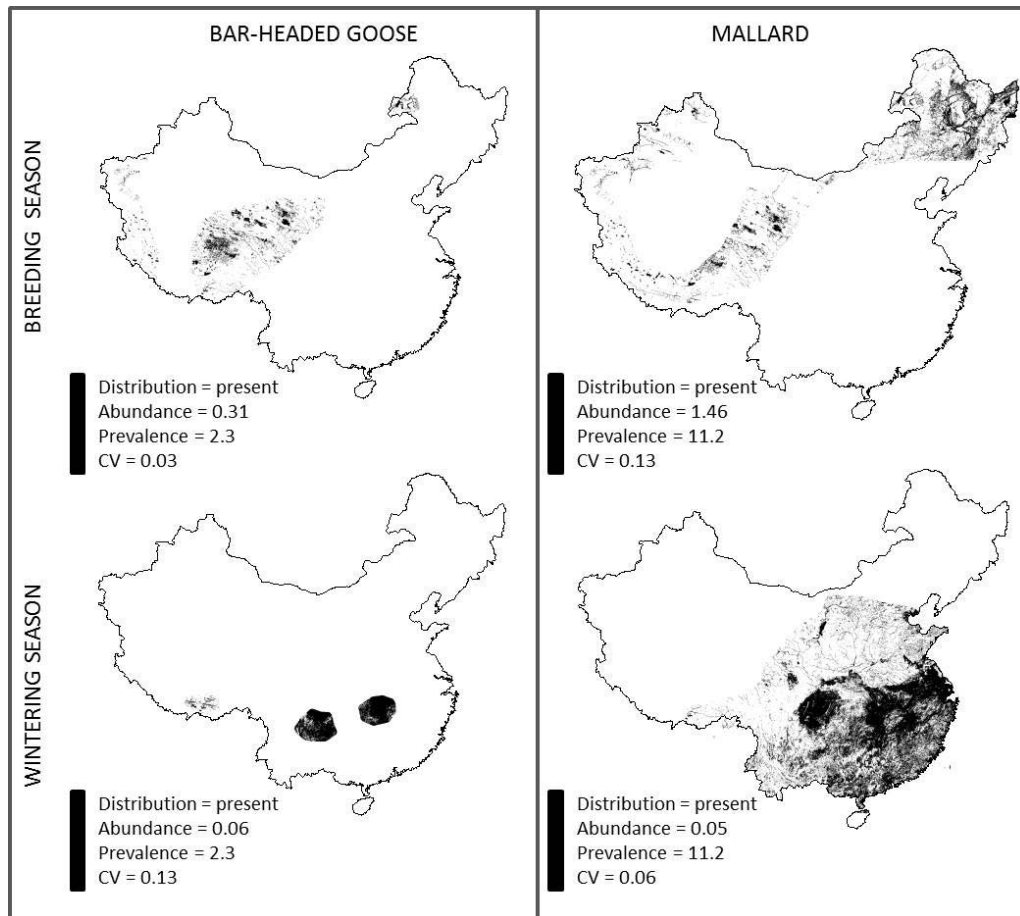 BAR-HEADED GOOSE
MALLARD
BREEDING SEASON
Distribution = present
Abundance = 0.31
Prevalence = 2.3
CV = 0.03
Distribution = present
Abundance = 1.46
Prevalence = 11.2
CV = 0.13
WINTERING SEASON
Distribution = present
Abundance = 0.06
Prevalence = 2.3
CV = 0.13
Distribution = present
Abundance = 0.05
Prevalence = 11.2
CV = 0.06